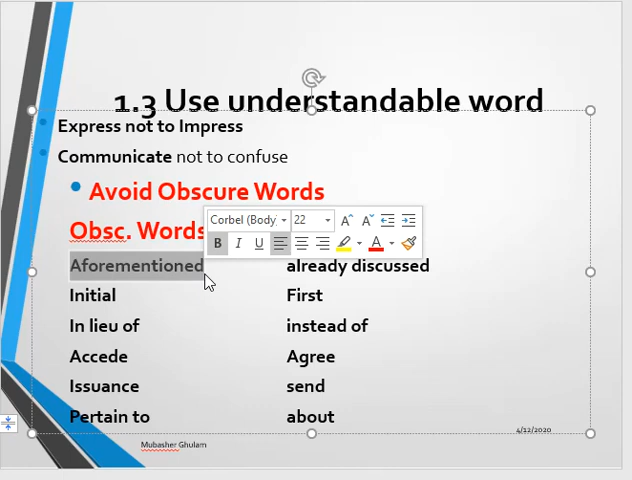 1.3 Use understandable word
Express not to Impress
Communicate not to confuse
Avoid Obscure Words
Obsc. Words
Corbel (Body) 22 A A
B I U A
Aforementioned already discussed
Initial First
In lieu of instead of
Accede Agree
Issuance send
Pertain to about
4/12/2020
Mubasher Ghulam